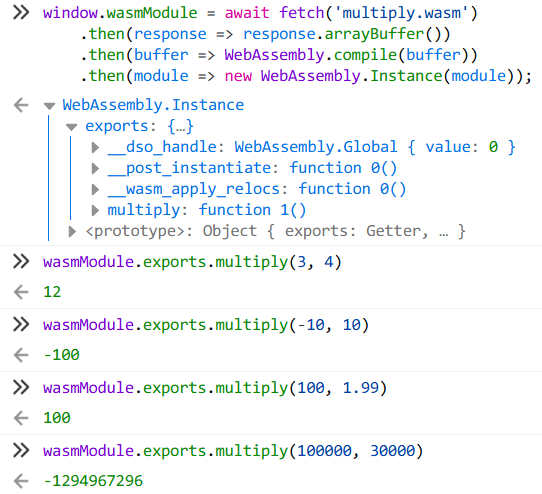 window.wasmModule = await fetch('multiply.wasm')
.then(response => response.arrayBuffer())
.then(buffer => WebAssembly.compile(buffer))
.then(module => new WebAssembly.Instance(module));
WebAssembly.Instance
exports: {…}
__dso_handle: WebAssembly.Global { value: 0 }
__post_instantiate: function 0()
__wasm_apply_relocs: function 0()
multiply: function 1()
<prototype>: Object { exports: Getter, … }
wasmModule.exports.multiply(3, 4)
12
wasmModule.exports.multiply(-10, 10)
-100
wasmModule.exports.multiply(100, 1.99)
100
wasmModule.exports.multiply(100000, 30000)
-1294967296